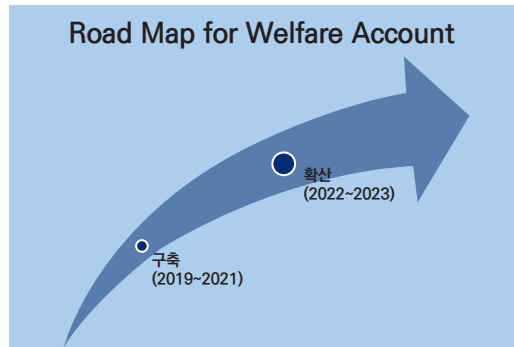 Road Map for Welfare Account
확산
(2022~2023)
구축
(2019~2021)